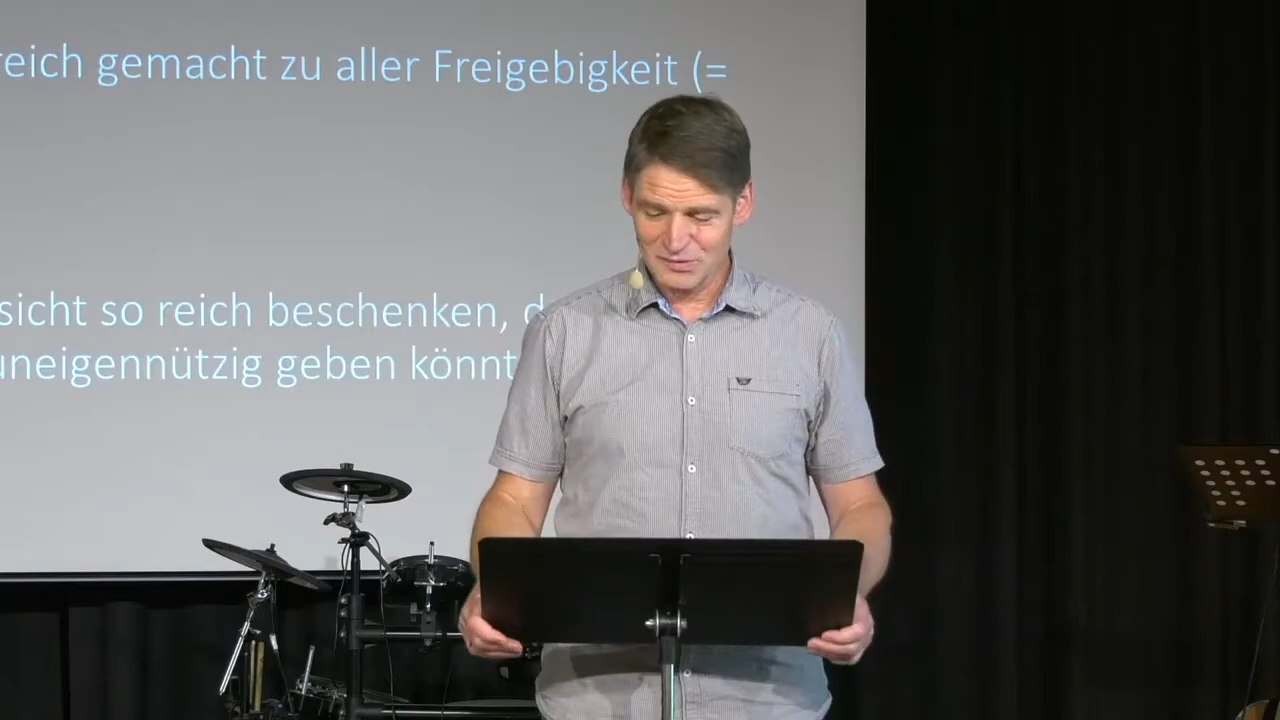 reich gemacht zu aller Freigebigkeit (=
sicht so reich beschenken, d
uneigennützig geben könnt